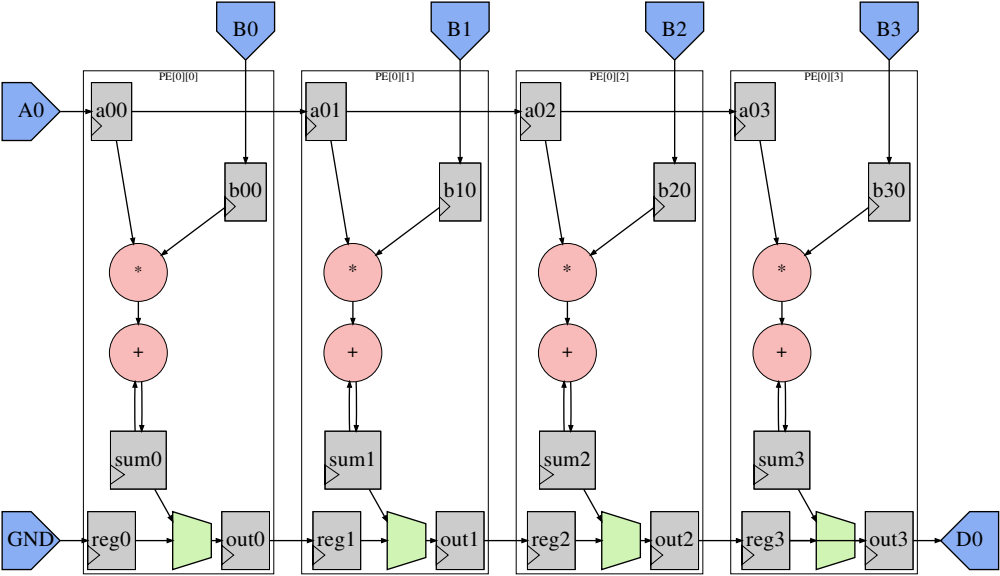 B0 B1 B2 B3
PE[0][0] PE[0][1] PE[0][2] PE[0][3]
A0 a00 a01 a02 a03
b00 b10 b20 b30
* * * *
+ + + +
sum0 sum1 sum2 sum3
GND reg0 out0 reg1 out1 reg2 out2 reg3 out3 D0